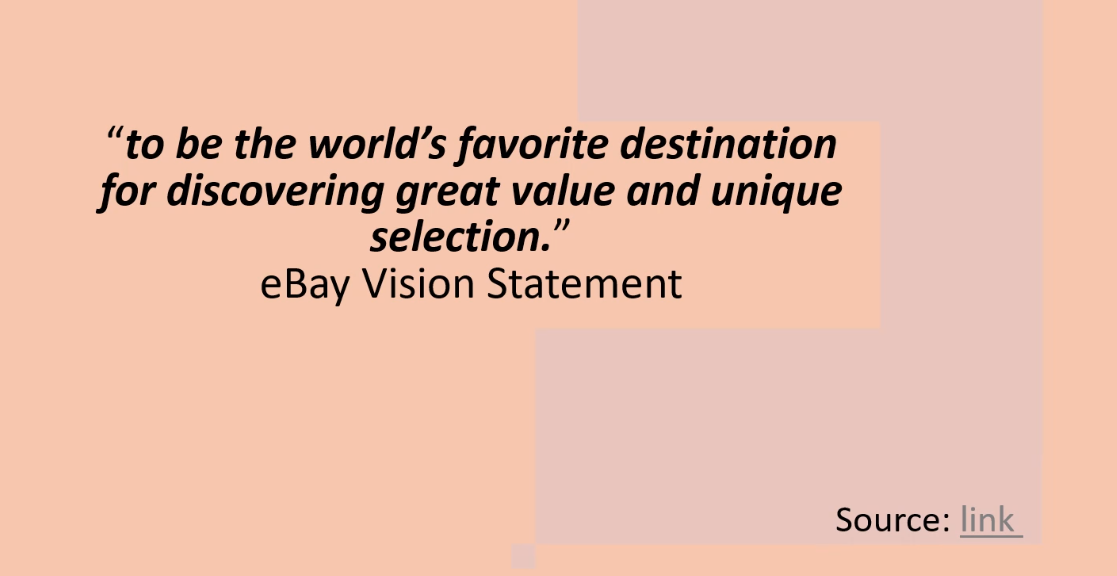 “to be the world’s favorite destination
for discovering great value and unique
selection.”
eBay Vision Statement
Source: link